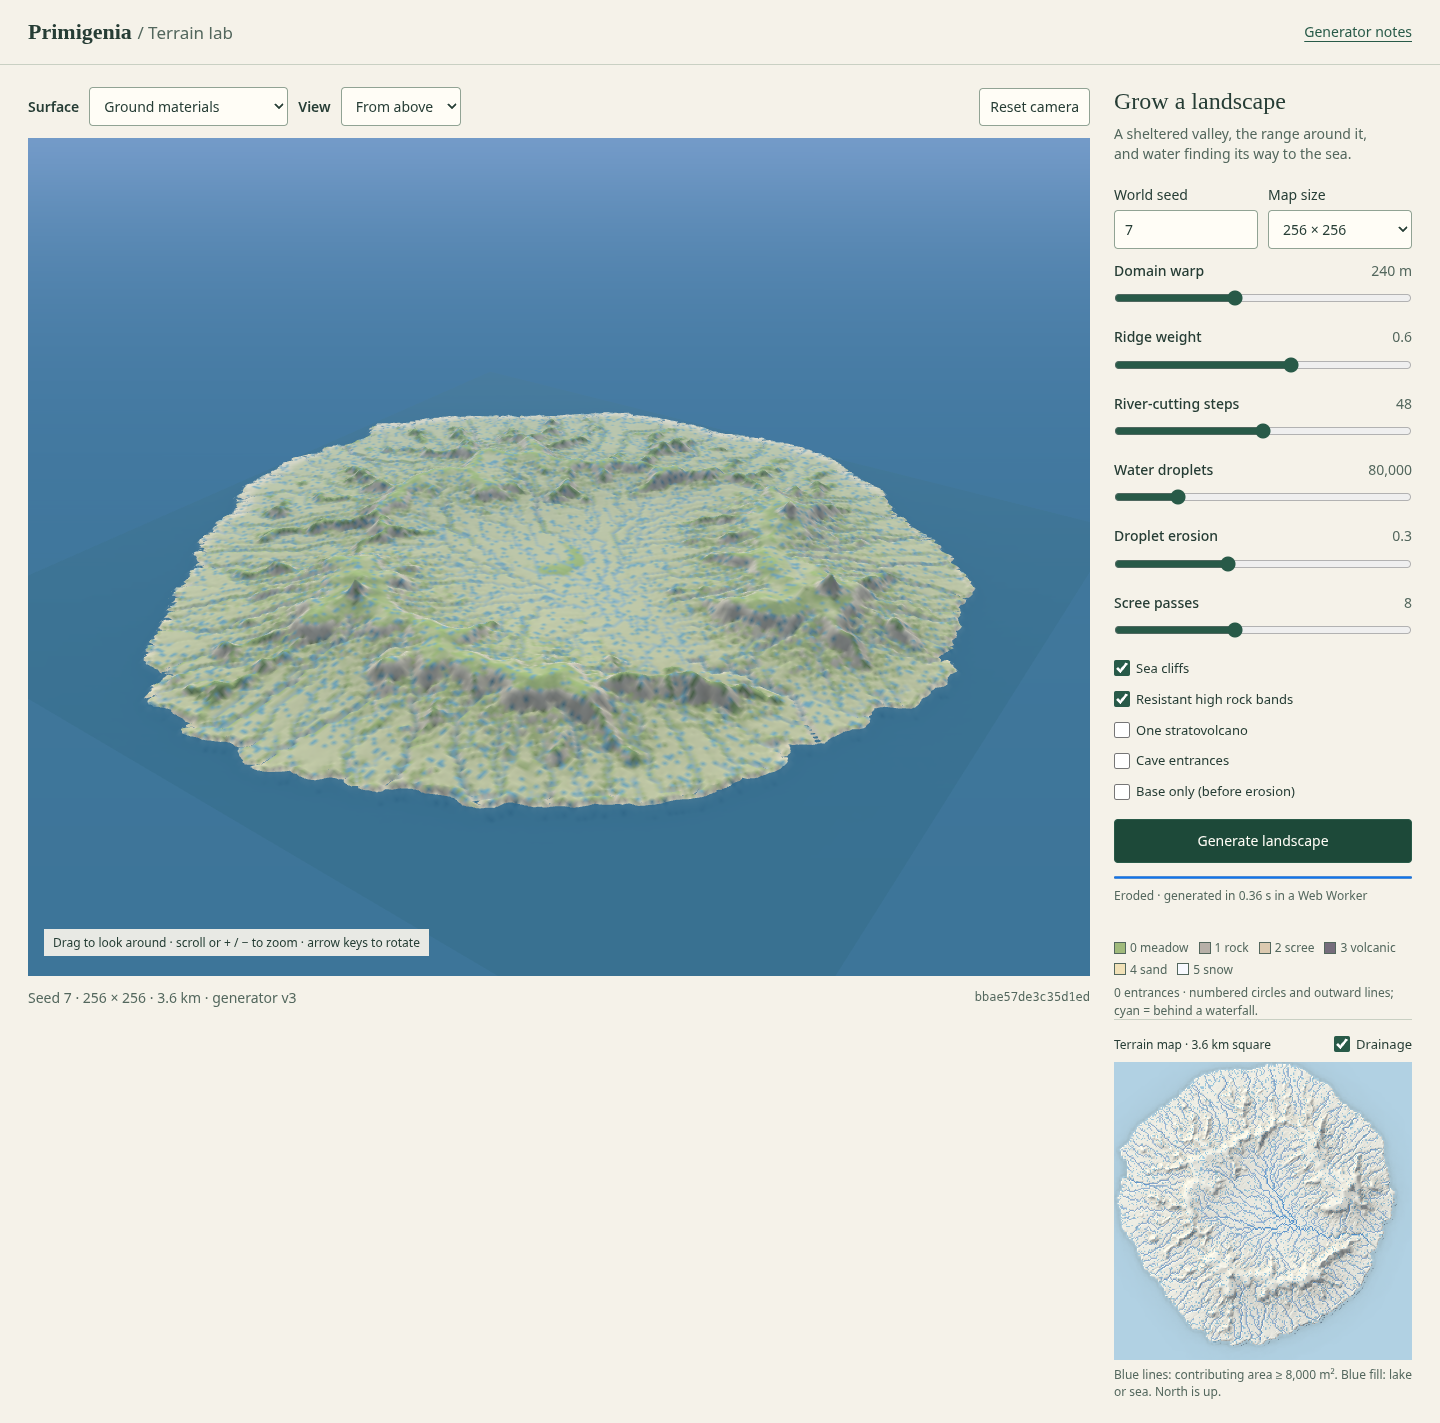 Primigenia / Terrain lab
Generator notes
Surface
Ground materials
View
From above
Reset camera
Drag to look around · scroll or + / − to zoom · arrow keys to rotate
Seed 7 · 256 × 256 · 3.6 km · generator v3
bbae57de3c35d1ed
Grow a landscape
A sheltered valley, the range around it,
and water finding its way to the sea.
World seed
Map size
7
256 × 256
Domain warp
240 m
Ridge weight
0.6
River-cutting steps
48
Water droplets
80,000
Droplet erosion
0.3
Scree passes
8
Sea cliffs
Resistant high rock bands
One stratovolcano
Cave entrances
Base only (before erosion)
Generate landscape
Eroded · generated in 0.36 s in a Web Worker
0 meadow 1 rock 2 scree 3 volcanic
4 sand 5 snow
0 entrances · numbered circles and outward lines;
cyan = behind a waterfall.
Terrain map · 3.6 km square
Drainage
Blue lines: contributing area ≥ 8,000 m². Blue fill: lake
or sea. North is up.